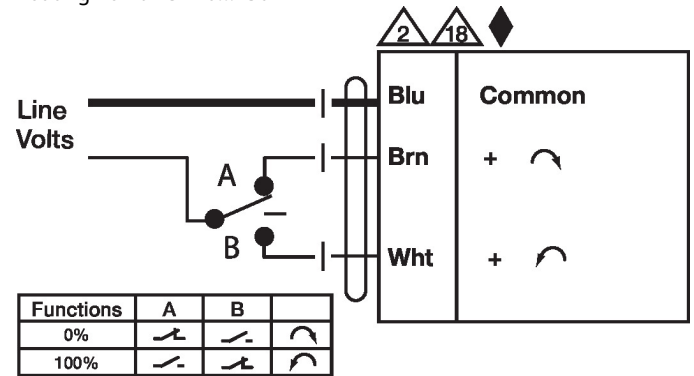 2 18
Line
Volts
Blu Common
Brn +
Wht +
A
B
Functions A B
0%
100%